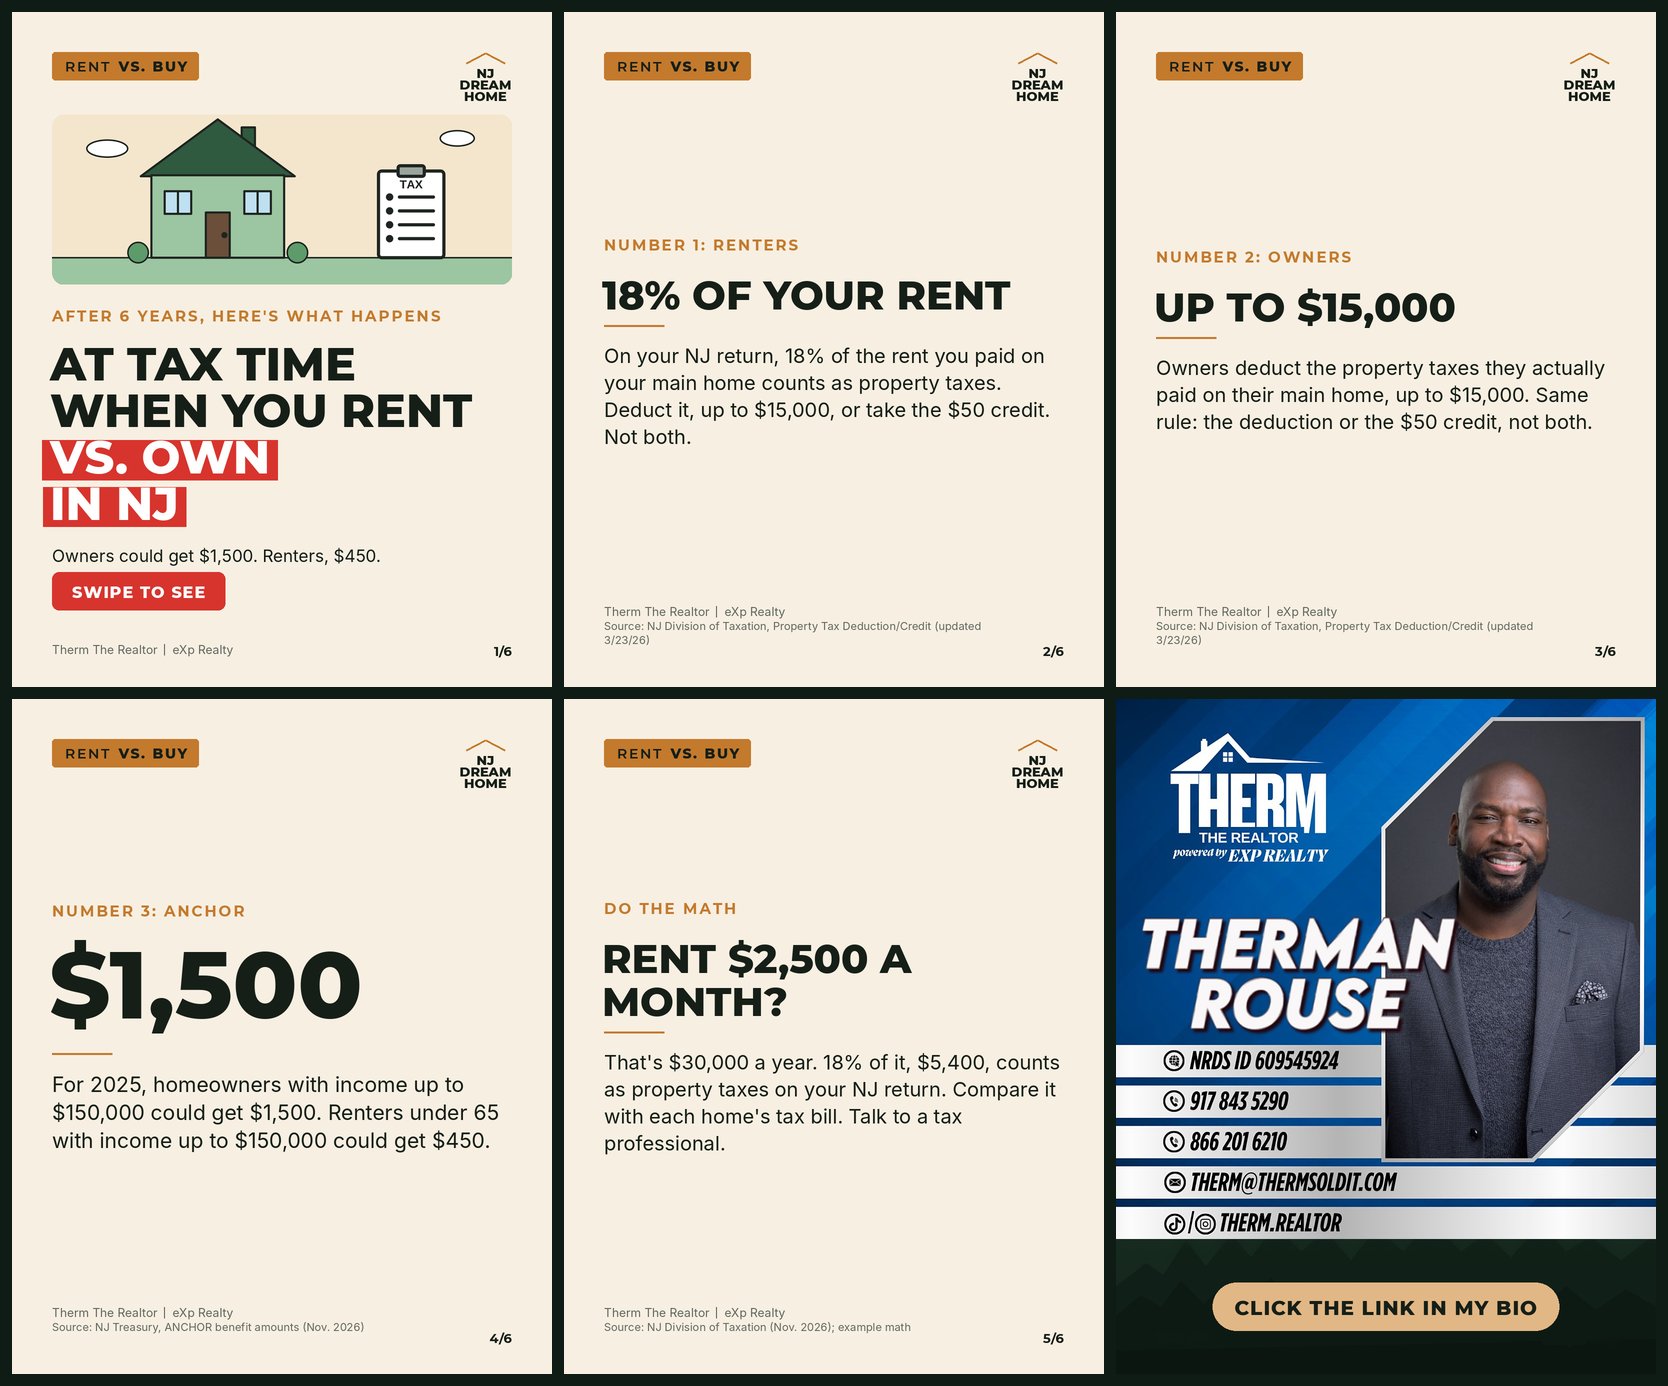 RENT VS. BUY
NJ
DREAM
HOME
TAX
AFTER 6 YEARS, HERE'S WHAT HAPPENS
AT TAX TIME
WHEN YOU RENT
VS. OWN
IN NJ
Owners could get $1,500. Renters, $450.
SWIPE TO SEE
Therm The Realtor | eXp Realty
1/6
RENT VS. BUY
NJ
DREAM
HOME
NUMBER 1: RENTERS
18% OF YOUR RENT
On your NJ return, 18% of the rent you paid on
your main home counts as property taxes.
Deduct it, up to $15,000, or take the $50 credit.
Not both.
Therm The Realtor | eXp Realty
Source: NJ Division of Taxation, Property Tax Deduction/Credit (updated
3/23/26)
2/6
RENT VS. BUY
NJ
DREAM
HOME
NUMBER 2: OWNERS
UP TO $15,000
Owners deduct the property taxes they actually
paid on their main home, up to $15,000. Same
rule: the deduction or the $50 credit, not both.
Therm The Realtor | eXp Realty
Source: NJ Division of Taxation, Property Tax Deduction/Credit (updated
3/23/26)
3/6
RENT VS. BUY
NJ
DREAM
HOME
NUMBER 3: ANCHOR
$1,500
For 2025, homeowners with income up to
$150,000 could get $1,500. Renters under 65
with income up to $150,000 could get $450.
Therm The Realtor | eXp Realty
Source: NJ Treasury, ANCHOR benefit amounts (Nov. 2026)
4/6
RENT VS. BUY
NJ
DREAM
HOME
DO THE MATH
RENT $2,500 A
MONTH?
That's $30,000 a year. 18% of it, $5,400, counts
as property taxes on your NJ return. Compare it
with each home's tax bill. Talk to a tax
professional.
Therm The Realtor | eXp Realty
Source: NJ Division of Taxation (Nov. 2026); example math
5/6
THERM
THE REALTOR
powered by EXP REALTY
THERMAN
ROUSE
NRDS ID 609545924
917 843 5290
866 201 6210
THERM@THERMSOLDIT.COM
/ THERM.REALTOR
CLICK THE LINK IN MY BIO